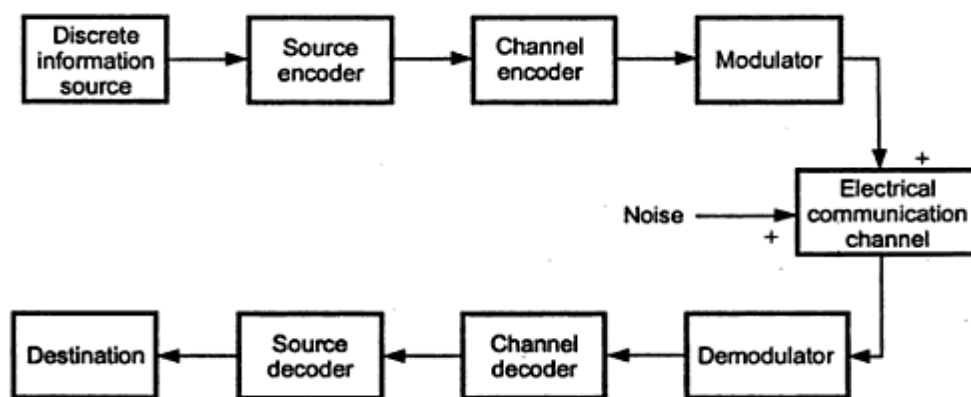 Discrete
information
source
Source
encoder
Channel
encoder
Modulator
+
Electrical
communication
channel
Noise
+
Destination
Source
decoder
Channel
decoder
Demodulator